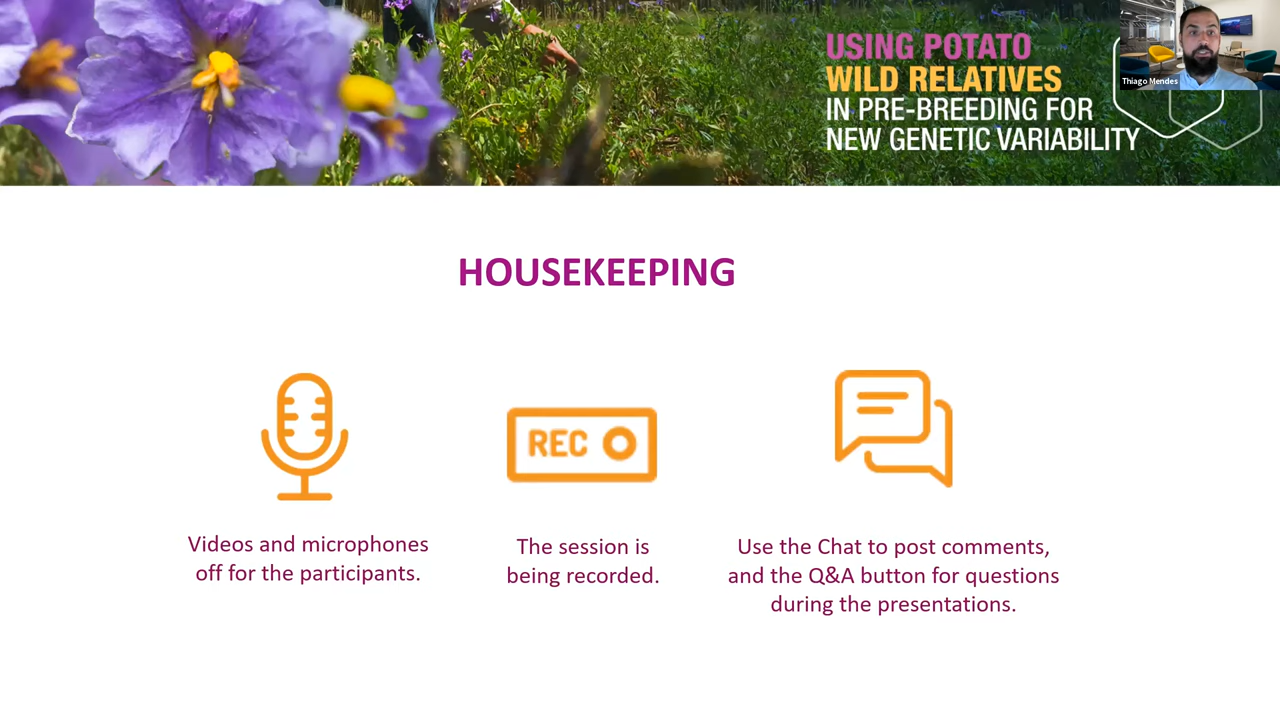 USING POTATO
WILD RELATIVES
IN PRE-BREEDING FOR
NEW GENETIC VARIABILITY
Thiago Mendes
HOUSEKEEPING
REC
Videos and microphones
off for the participants.
The session is
being recorded.
Use the Chat to post comments,
and the Q&A button for questions
during the presentations.